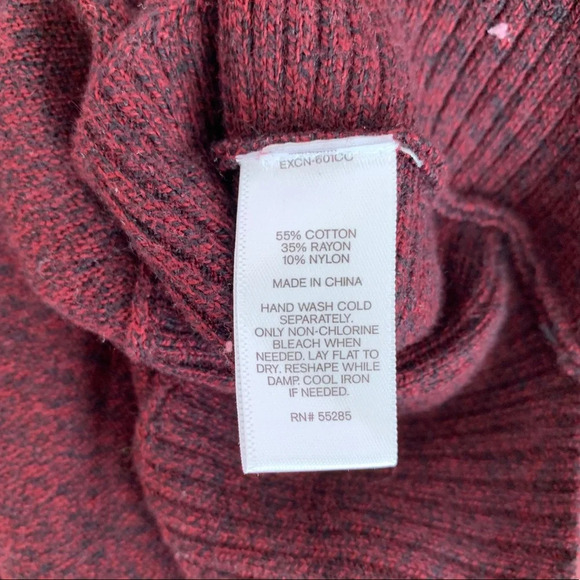 EXCN-601CC
55% COTTON
35% RAYON
10% NYLON
MADE IN CHINA
HAND WASH COLD
SEPARATELY.
ONLY NON-CHLORINE
BLEACH WHEN
NEEDED. LAY FLAT TO
DRY. RESHAPE WHILE
DAMP. COOL IRON
IF NEEDED.
RN# 55285